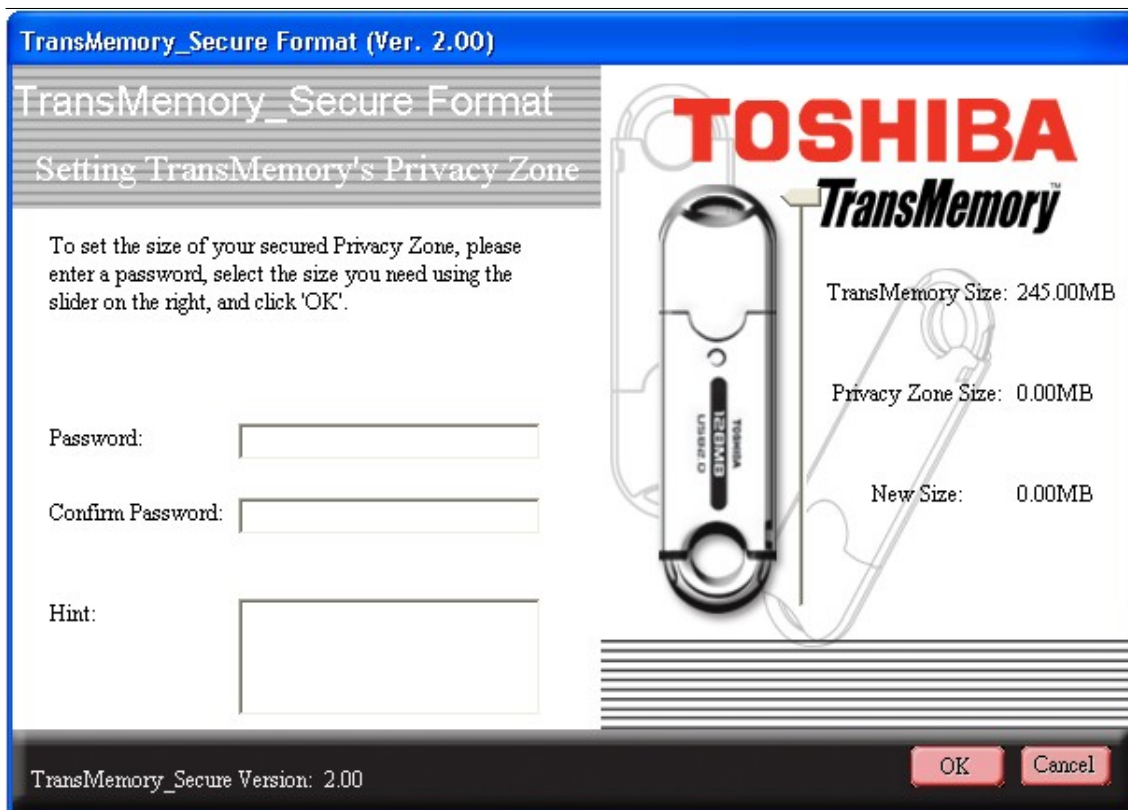 TransMemory_Secure Format (Ver. 2.00)
TransMemory_Secure Format
Setting TransMemory's Privacy Zone
To set the size of your secured Privacy Zone, please
enter a password, select the size you need using the
slider on the right, and click 'OK'.
Password:
Confirm Password:
Hint:
TOSHIBA
TransMemory™
TransMemory Size: 245.00MB
Privacy Zone Size: 0.00MB
New Size: 0.00MB
TOSHIBA
128MB
USB2.0
TransMemory_Secure Version: 2.00
OK
Cancel